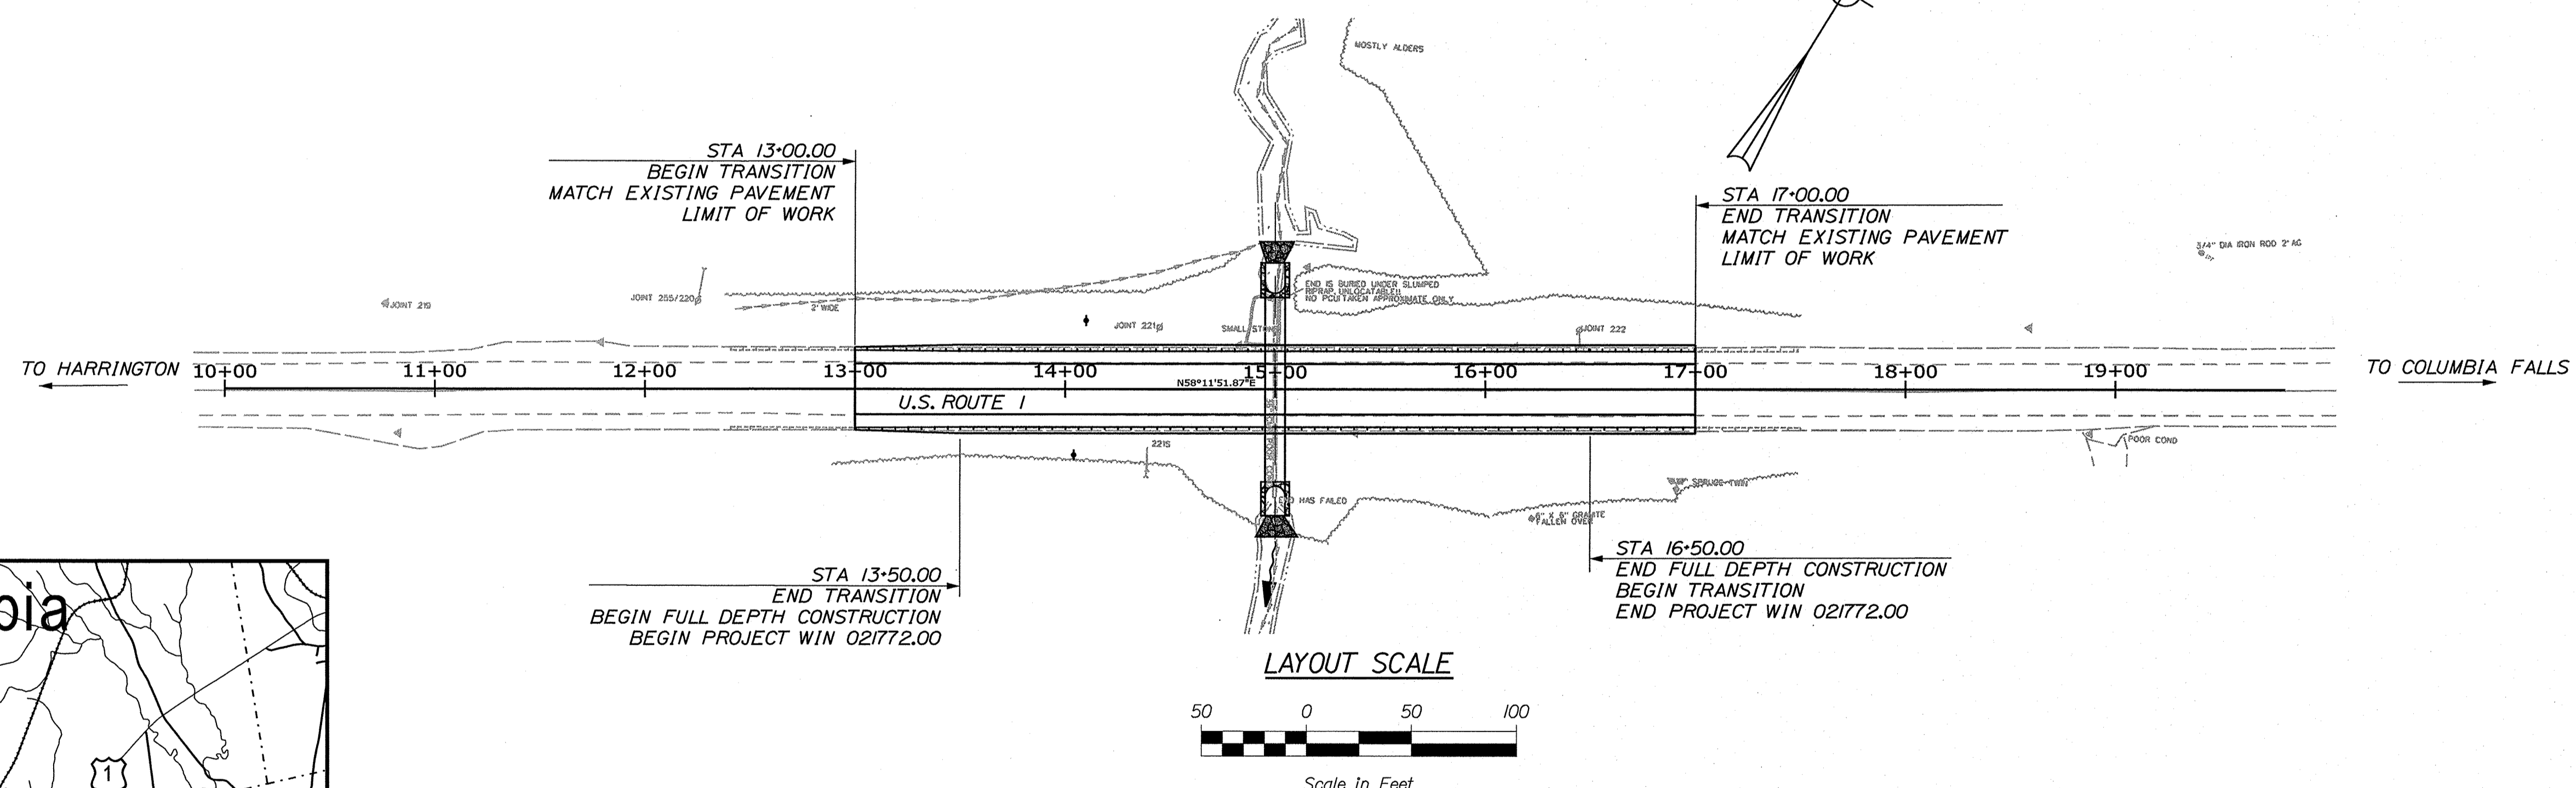 MOSTLY ALDERS
STA 13+00.00
BEGIN TRANSITION
MATCH EXISTING PAVEMENT
LIMIT OF WORK
STA 17+00.00
END TRANSITION
MATCH EXISTING PAVEMENT
LIMIT OF WORK
3/4" DIA IRON ROD 2" AG
JOINT 219
JOINT 255/220
2' WIDE
END IS BURIED UNDER SLUMPED
RIPRAP, UNLOCATABLE!!
NO PCUT TAKEN APPROXIMATE ONLY
JOINT 221
SMALL STONE
JOINT 222
TO HARRINGTON
10+00
11+00
12+00
13+00
14+00
15+00
16+00
17+00
18+00
19+00
TO COLUMBIA FALLS
N58°11'51.87"E
U.S. ROUTE 1
221S
POOR COND
END HAS FAILED
SPRUCE TWIN
6" X 6" GRANITE
FALLEN OVER
STA 13+50.00
END TRANSITION
BEGIN FULL DEPTH CONSTRUCTION
BEGIN PROJECT WIN 021772.00
STA 16+50.00
END FULL DEPTH CONSTRUCTION
BEGIN TRANSITION
END PROJECT WIN 021772.00
bia
1
LAYOUT SCALE
50 0 50 100
Scale in Feet